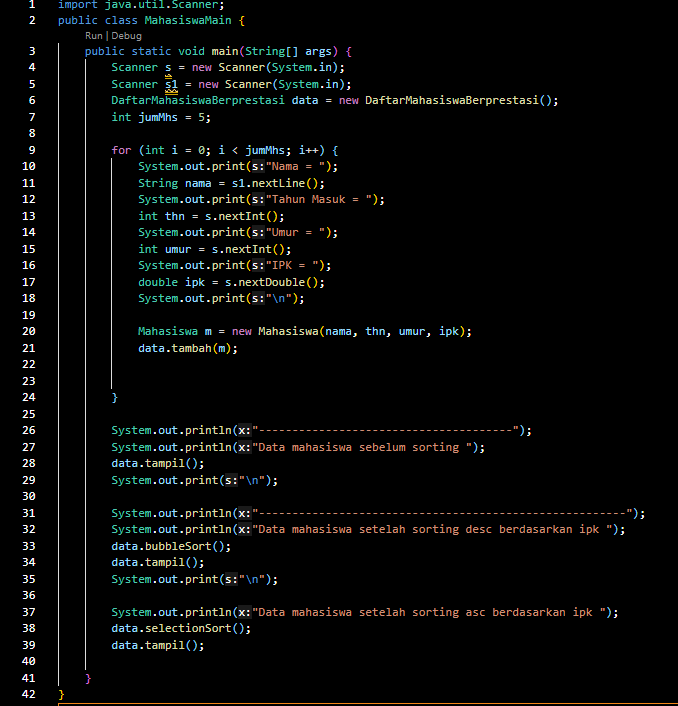 1 import java.util.Scanner;
2 public class MahasiswaMain {
Run | Debug
3 public static void main(String[] args) {
4 Scanner s = new Scanner(System.in);
5 Scanner s1 = new Scanner(System.in);
6 DaftarMahasiswaBerprestasi data = new DaftarMahasiswaBerprestasi();
7 int jumMhs = 5;
8
9 for (int i = 0; i < jumMhs; i++) {
10 System.out.print(s:"Nama = ");
11 String nama = s1.nextLine();
12 System.out.print(s:"Tahun Masuk = ");
13 int thn = s.nextInt();
14 System.out.print(s:"Umur = ");
15 int umur = s.nextInt();
16 System.out.print(s:"IPK = ");
17 double ipk = s.nextDouble();
18 System.out.print(s:"\n");
19
20 Mahasiswa m = new Mahasiswa(nama, thn, umur, ipk);
21 data.tambah(m);
22
23
24 }
25
26 System.out.println(x:"--------------------------------------");
27 System.out.println(x:"Data mahasiswa sebelum sorting ");
28 data.tampil();
29 System.out.print(s:"\n");
30
31 System.out.println(x:"-------------------------------------------------------");
32 System.out.println(x:"Data mahasiswa setelah sorting desc berdasarkan ipk ");
33 data.bubbleSort();
34 data.tampil();
35 System.out.print(s:"\n");
36
37 System.out.println(x:"Data mahasiswa setelah sorting asc berdasarkan ipk ");
38 data.selectionSort();
39 data.tampil();
40
41 }
42 }